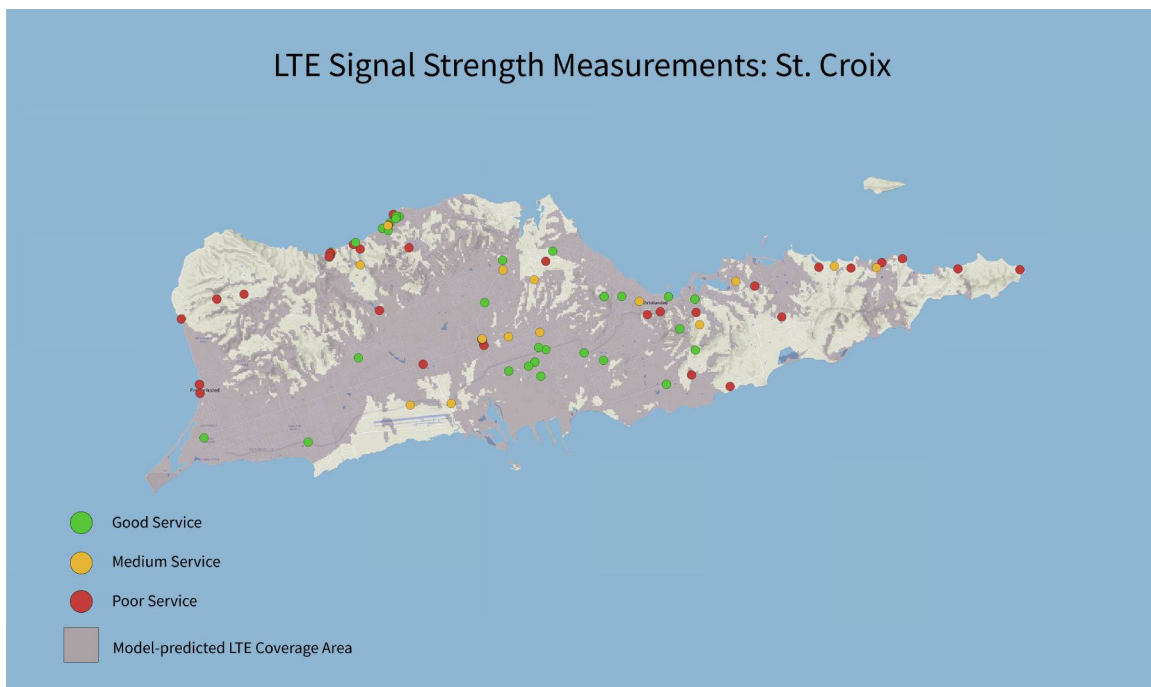 LTE Signal Strength Measurements: St. Croix
Good Service
Medium Service
Poor Service
Model-predicted LTE Coverage Area